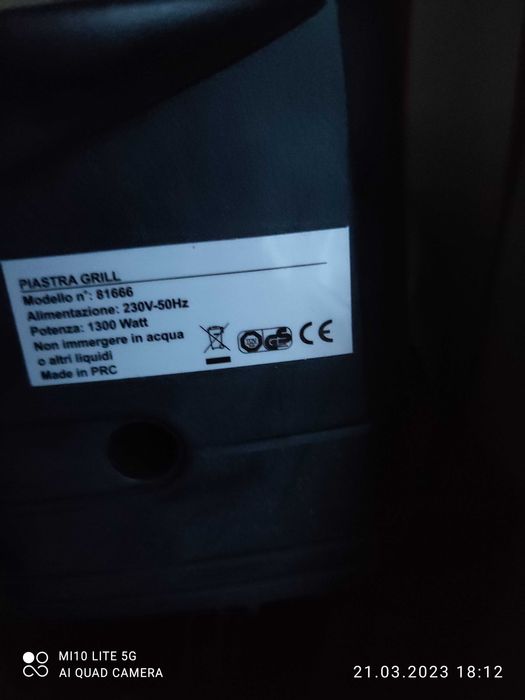 PIASTRA GRILL
Modello n°: 81666
Alimentazione: 230V-50Hz
Potenza: 1300 Watt
Non immergere in acqua
o altri liquidi
Made in PRC
CE
MI10 LITE 5G
AI QUAD CAMERA
21.03.2023 18:12